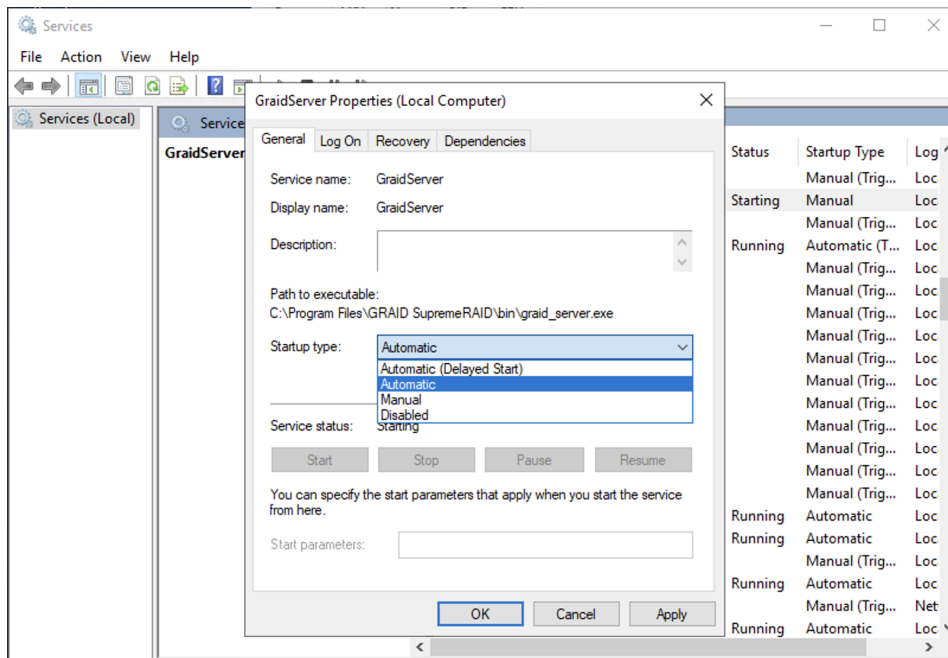 Services
File Action View Help
Services (Local)
Service
GraidServer
GraidServer Properties (Local Computer)
General Log On Recovery Dependencies
Service name: GraidServer
Display name: GraidServer
Description:
Path to executable:
C:\Program Files\GRAID SupremeRAID\bin\graid_server.exe
Startup type: Automatic
Automatic (Delayed Start)
Automatic
Manual
Disabled
Service status: Starting
Start Stop Pause Resume
You can specify the start parameters that apply when you start the service
from here.
Start parameters:
OK Cancel Apply
Status Startup Type Log
Manual (Trig... Loc
Starting Manual Loc
Manual (Trig... Loc
Running Automatic (T... Loc
Manual (Trig... Loc
Manual (Trig... Loc
Manual (Trig... Loc
Manual (Trig... Loc
Manual (Trig... Loc
Manual (Trig... Loc
Manual (Trig... Loc
Manual (Trig... Loc
Manual (Trig... Loc
Manual (Trig... Loc
Manual (Trig... Loc
Running Automatic Loc
Running Automatic Loc
Manual (Trig... Loc
Running Automatic Loc
Manual (Trig... Net
Running Automatic Loc